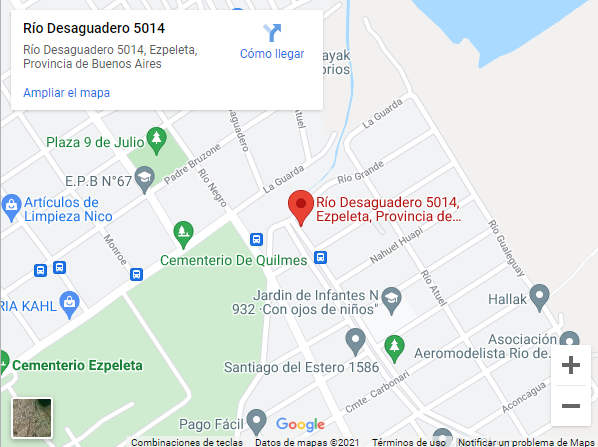 Río Desaguadero 5014
Río Desaguadero 5014, Ezpeleta,
Provincia de Buenos Aires
Cómo llegar
Ampliar el mapa
ayak
orios
aguadero
La Guarda
Plaza 9 de Julio
Padre Bruzone
La Guarda
E.P.B N°67
Río Negro
Río Grande
Artículos de
Limpieza Nico
Río Desaguadero 5014,
Ezpeleta, Provincia de...
Monroe
Cementerio De Quilmes
Nahuel Huapi
Río Gualeguay
Río Atuel
RIA KAHL
Jardin de Infantes N
932 ·Con ojos de niños"
Hallak
Asociación
Aeromodelista Rio de...
Cementerio Ezpeleta
Santiago del Estero 1586
Cmte. Carbonari
Aconcagua
Pago Fácil
Google
Combinaciones de teclas
Datos de mapas ©2021
Términos de uso
Notificar un problema de Maps